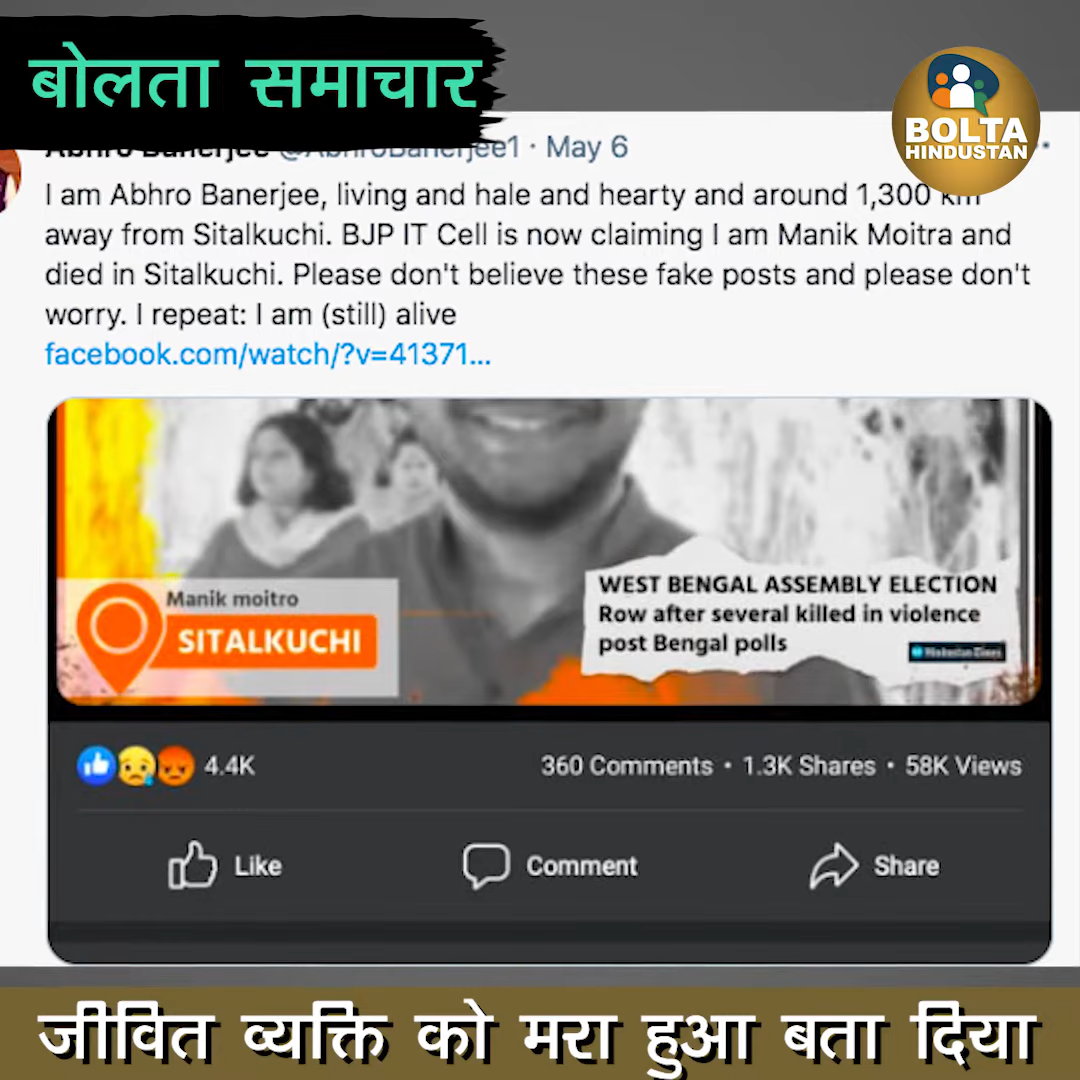 बोलता समाचार
BOLTA
HINDUSTAN
Abhro Banerjee @AbhroBanerjee1 · May 6
I am Abhro Banerjee, living and hale and hearty and around 1,300 km
away from Sitalkuchi. BJP IT Cell is now claiming I am Manik Moitra and
died in Sitalkuchi. Please don't believe these fake posts and please don't
worry. I repeat: I am (still) alive
facebook.com/watch/?v=41371...
Manik moitro
SITALKUCHI
WEST BENGAL ASSEMBLY ELECTION
Row after several killed in violence
post Bengal polls
Hindustan Times
4.4K
360 Comments • 1.3K Shares • 58K Views
Like
Comment
Share
जीवित व्यक्ति को मरा हुआ बता दिया